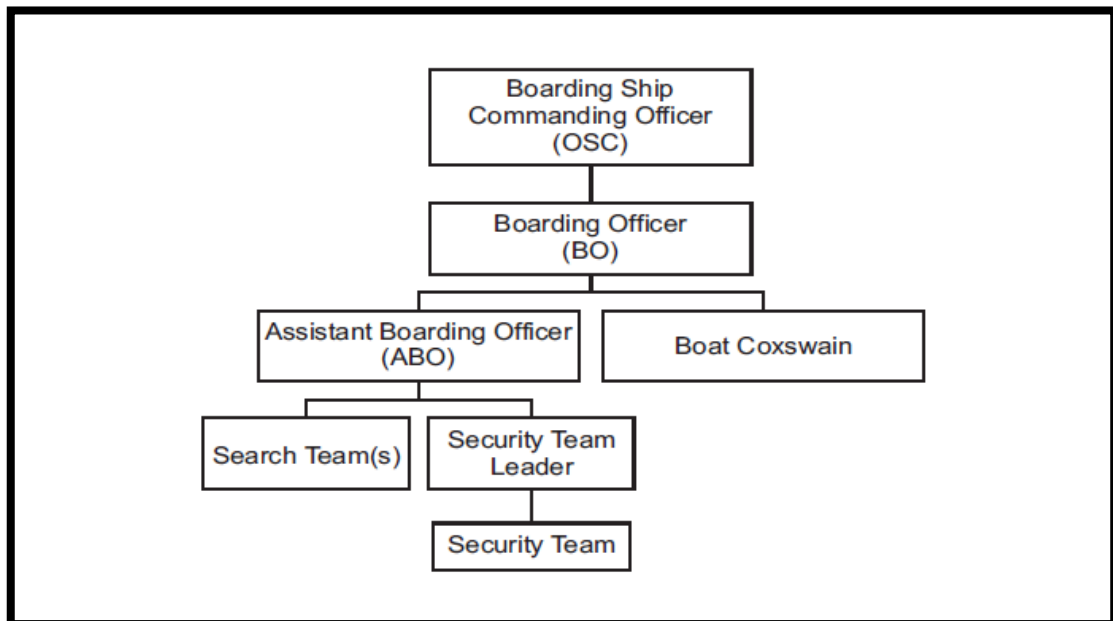 Boarding Ship
Commanding Officer
(OSC)
Boarding Officer
(BO)
Assistant Boarding Officer
(ABO)
Boat Coxswain
Search Team(s)
Security Team
Leader
Security Team